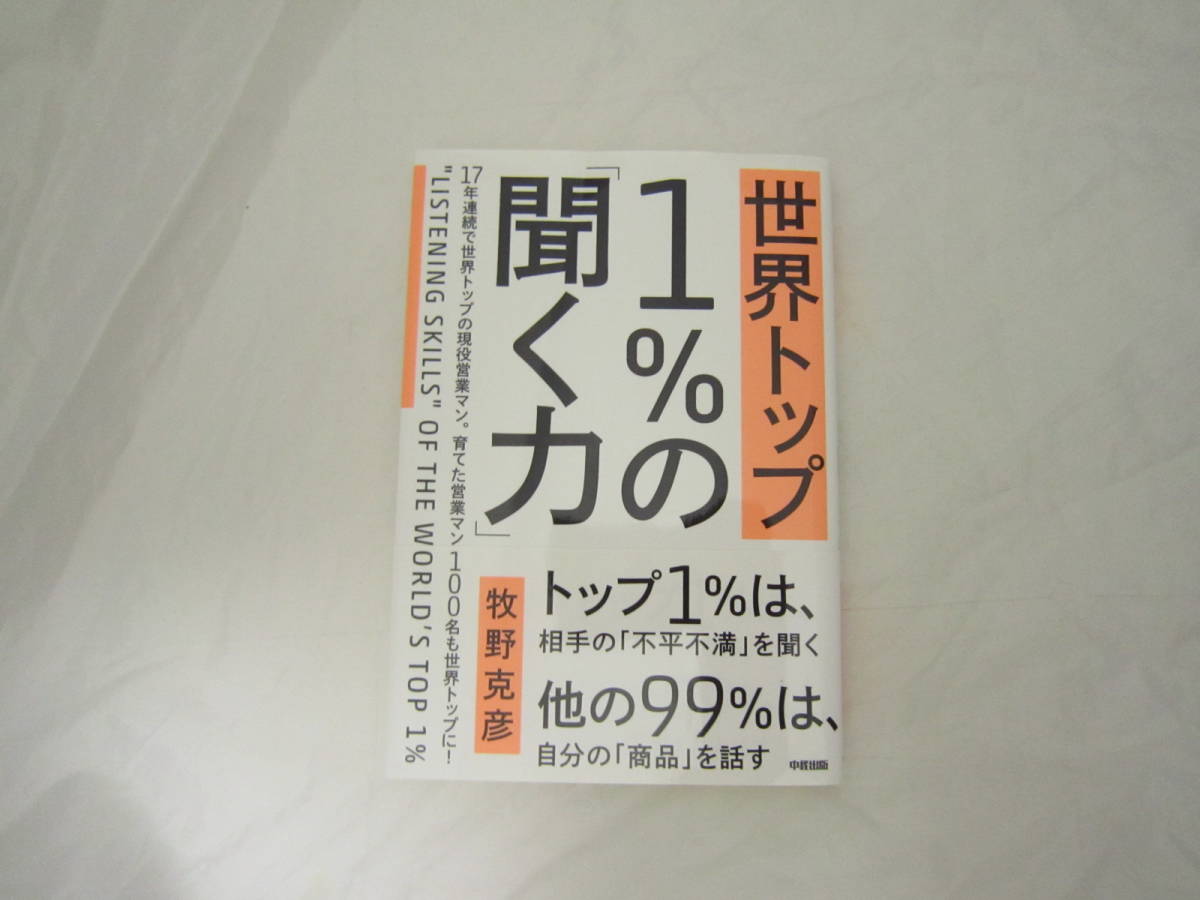 世界トップ
1%の
「聞く力」
17年連続で世界トップの現役営業マン。育てた営業マン100名も世界トップに!
"LISTENING SKILLS" OF THE WORLD'S TOP 1%
トップ1%は、
相手の「不平不満」を聞く
他の99%は、
自分の「商品」を話す
牧野克彦
中経出版